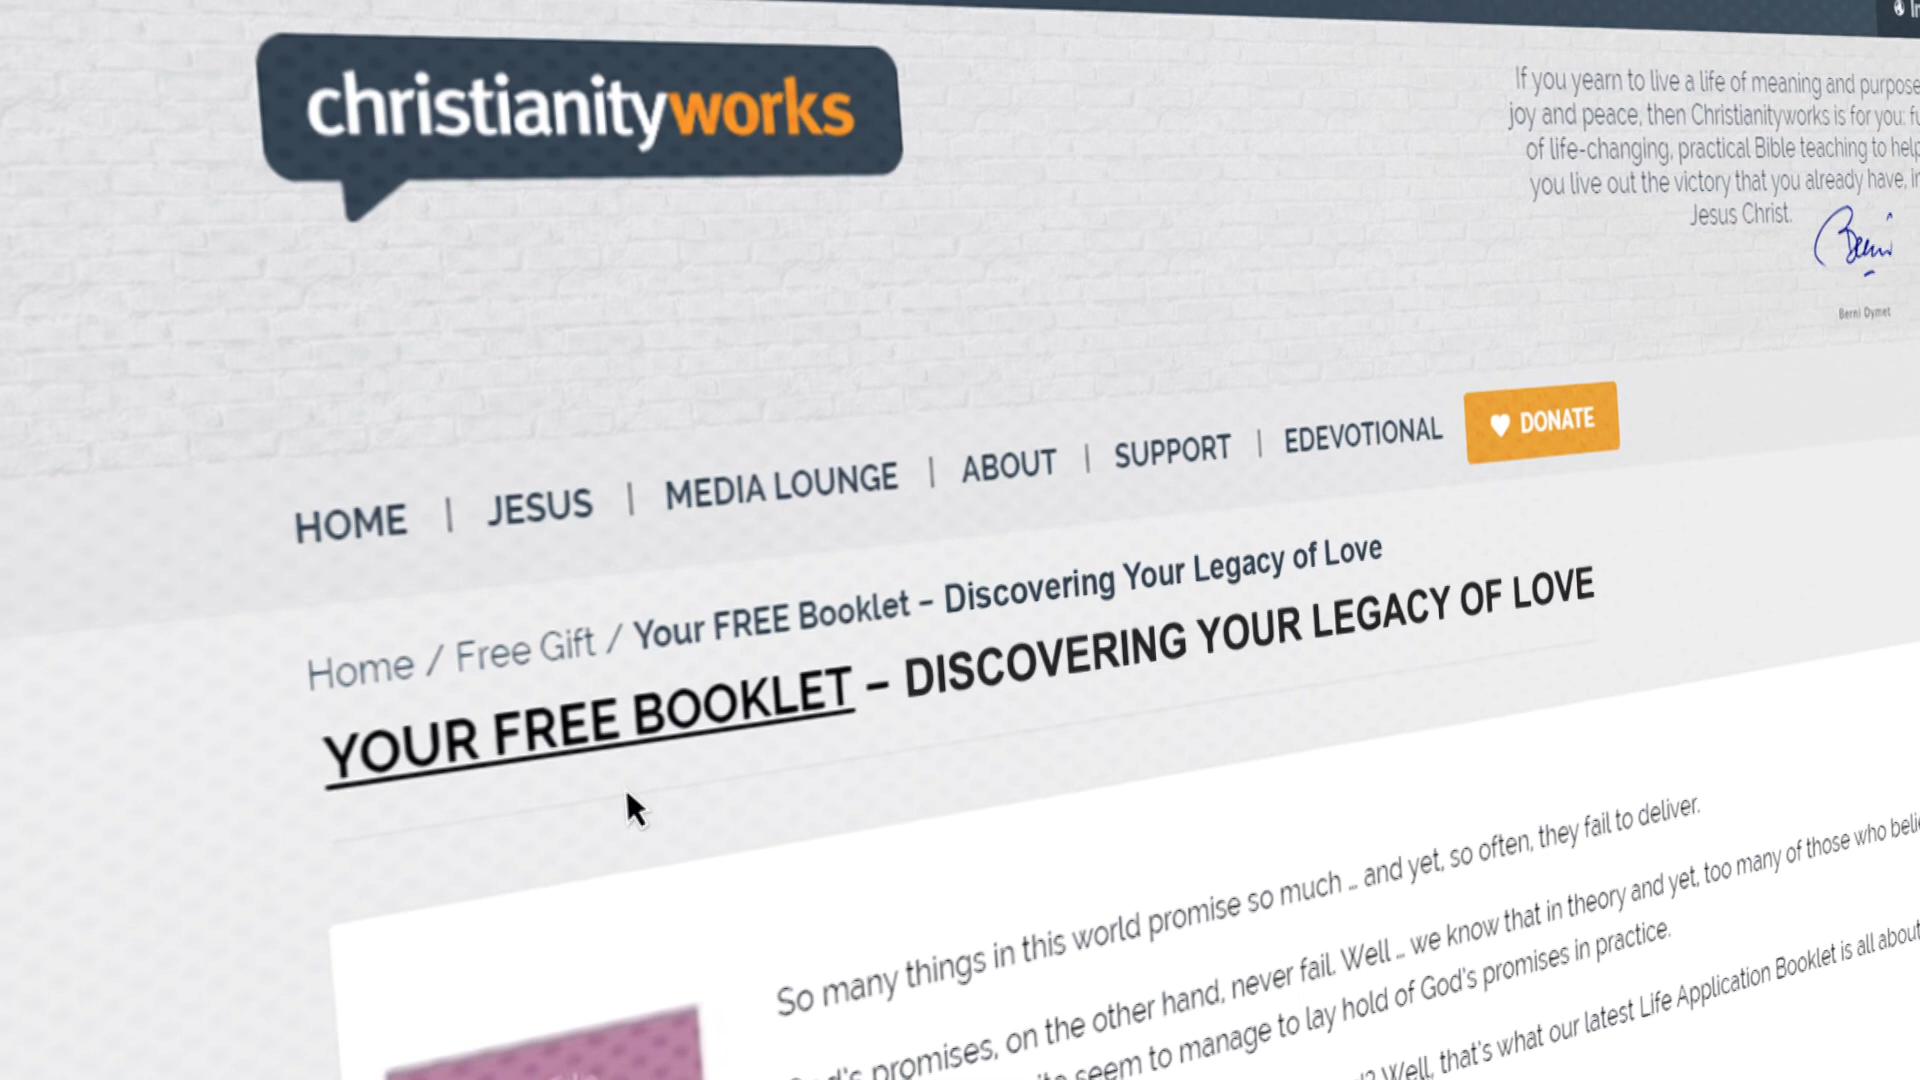 christianityworks
If you yearn to live a life of meaning and purpose
joy and peace, then Christianityworks is for you: 
of life-changing, practical Bible teaching to help
you live out the victory that you already have, in
Jesus Christ.
Berni
Berni Dymet
HOME | JESUS | MEDIA LOUNGE | ABOUT | SUPPORT | EDEVOTIONAL DONATE
Home / Free Gift / Your FREE Booklet – Discovering Your Legacy of Love
YOUR FREE BOOKLET – DISCOVERING YOUR LEGACY OF LOVE
So many things in this world promise so much ... and yet, so often, they fail to deliver.
promises, on the other hand, never fail. Well ... we know that in theory and yet, too many of those who
seem to manage to lay hold of God's promises in practice.
Well, that's what our latest Life Application Booklet is all about